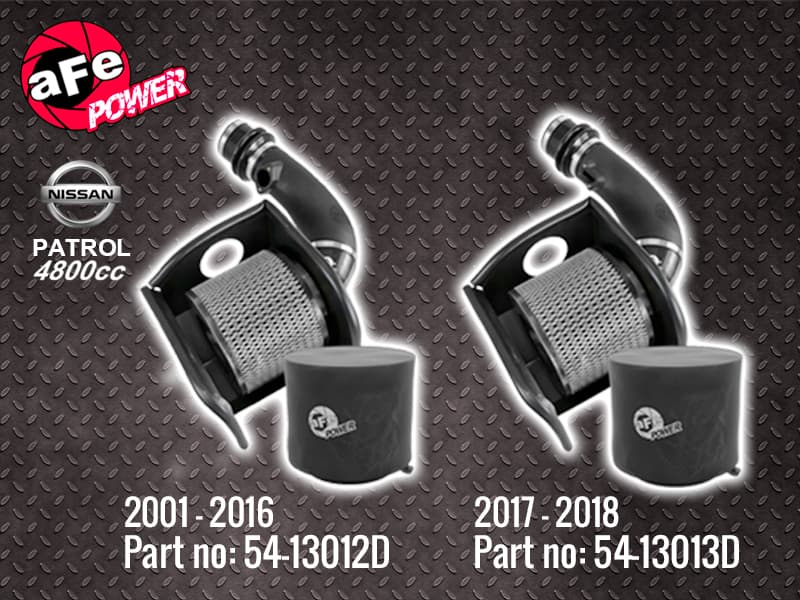 aFe
POWER
NISSAN
PATROL
4800cc
aFe
POWER
aFe
POWER
2001 - 2016
Part no: 54-13012D
2017 - 2018
Part no: 54-13013D